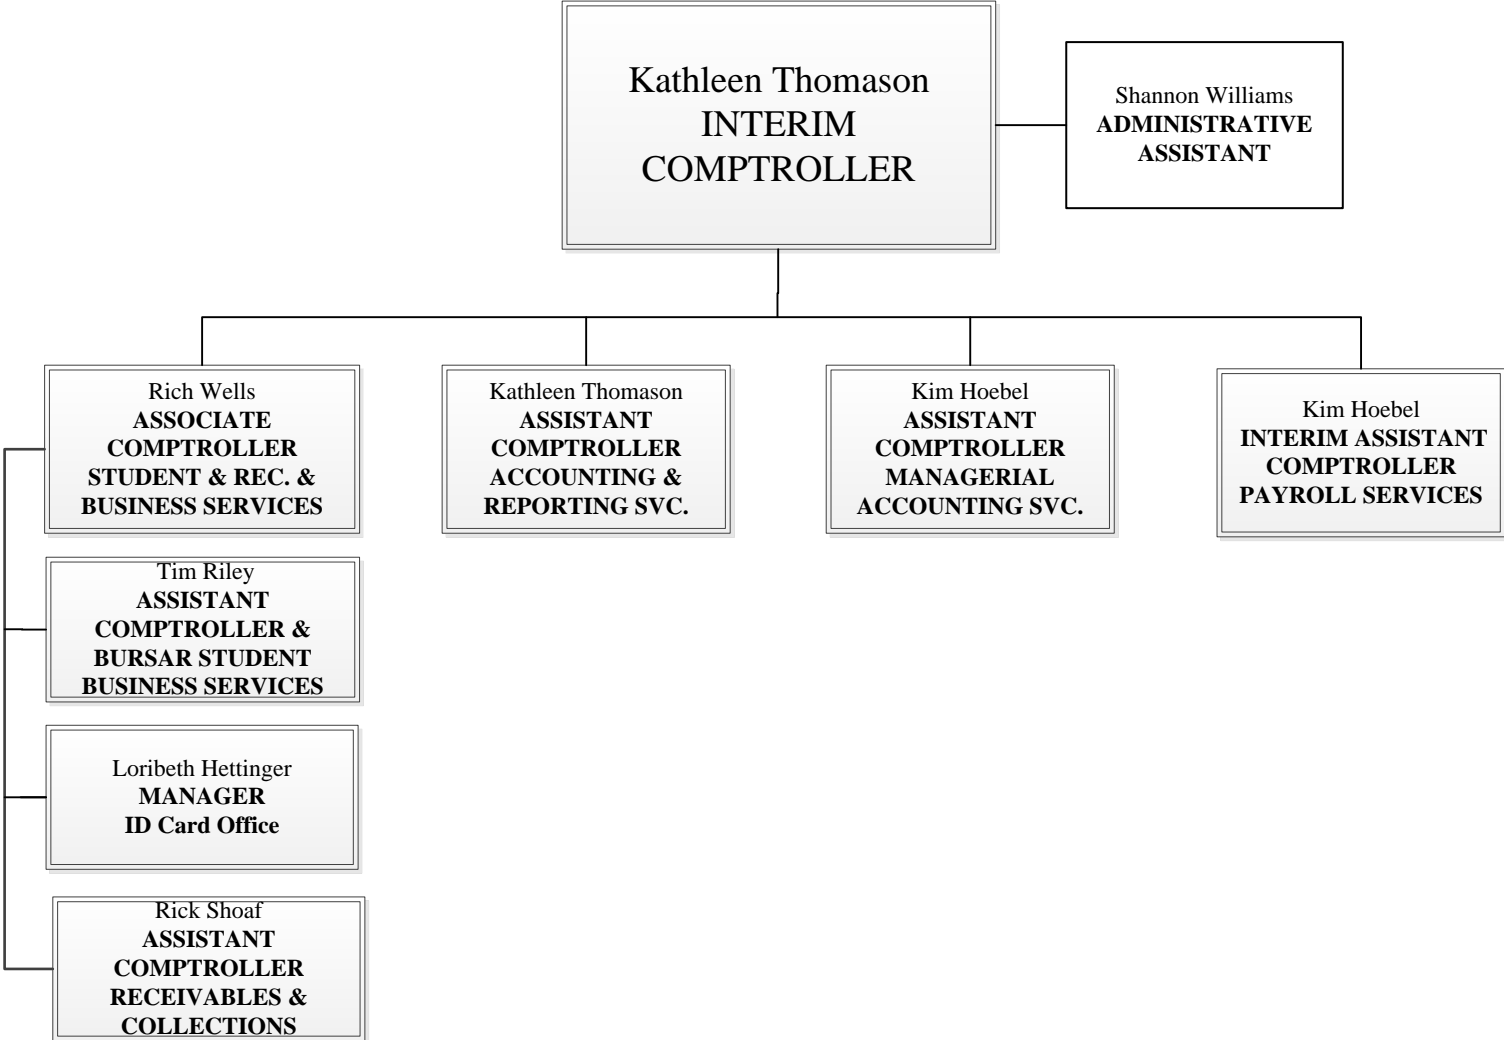 Kathleen Thomason
INTERIM
COMPTROLLER
Shannon Williams
ADMINISTRATIVE
ASSISTANT
Rich Wells
ASSOCIATE
COMPTROLLER
STUDENT & REC. &
BUSINESS SERVICES
Kathleen Thomason
ASSISTANT
COMPTROLLER
ACCOUNTING &
REPORTING SVC.
Kim Hoebel
ASSISTANT
COMPTROLLER
MANAGERIAL
ACCOUNTING SVC.
Kim Hoebel
INTERIM ASSISTANT
COMPTROLLER
PAYROLL SERVICES
Tim Riley
ASSISTANT
COMPTROLLER &
BURSAR STUDENT
BUSINESS SERVICES
Loribeth Hettinger
MANAGER
ID Card Office
Rick Shoaf
ASSISTANT
COMPTROLLER
RECEIVABLES &
COLLECTIONS